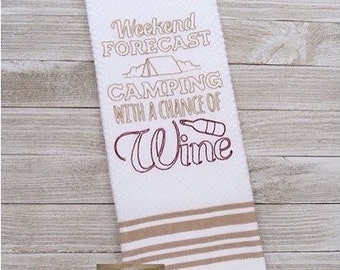 Weekend
FORECAST
CAMPING
WITH A CHANCE OF
Wine